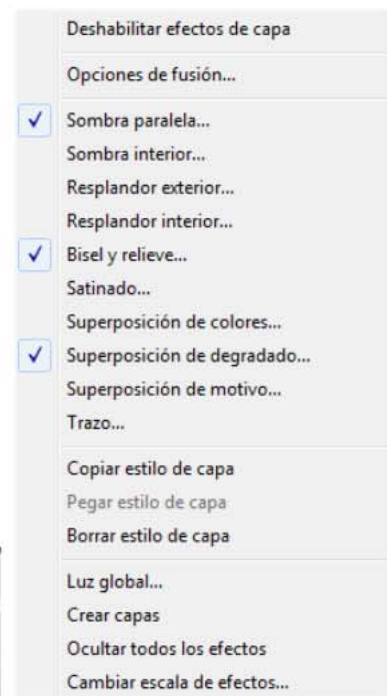 Deshabilitar efectos de capa
Opciones de fusión...
Sombra paralela...
Sombra interior...
Resplandor exterior...
Resplandor interior...
Bisel y relieve...
Satinado...
Superposición de colores...
Superposición de degradado...
Superposición de motivo...
Trazo...
Copiar estilo de capa
Pegar estilo de capa
Borrar estilo de capa
Luz global...
Crear capas
Ocultar todos los efectos
Cambiar escala de efectos...